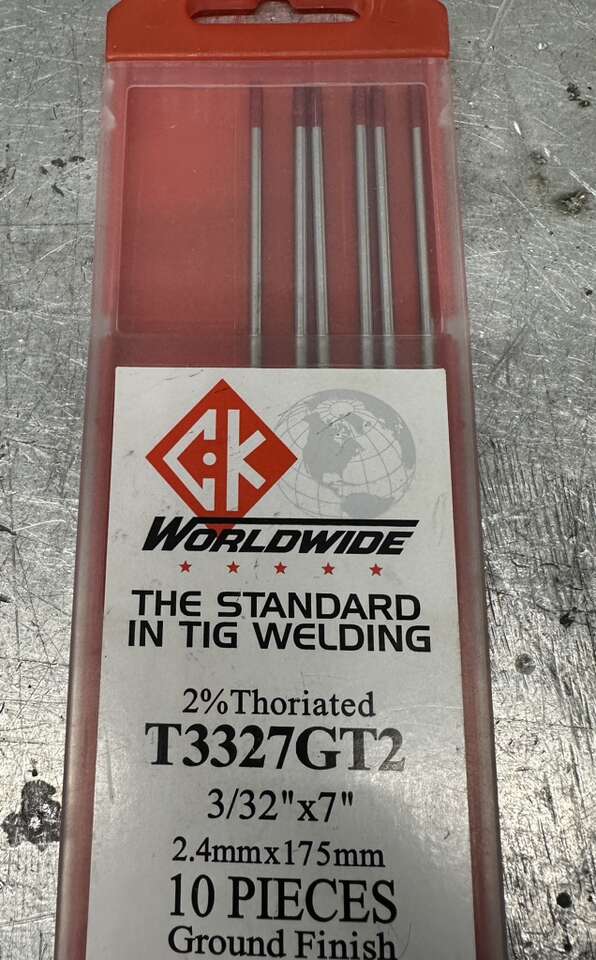 CK
WORLDWIDE
THE STANDARD
IN TIG WELDING
2%Thoriated
T3327GT2
3/32"x7"
2.4mmx175mm
10 PIECES
Ground Finish